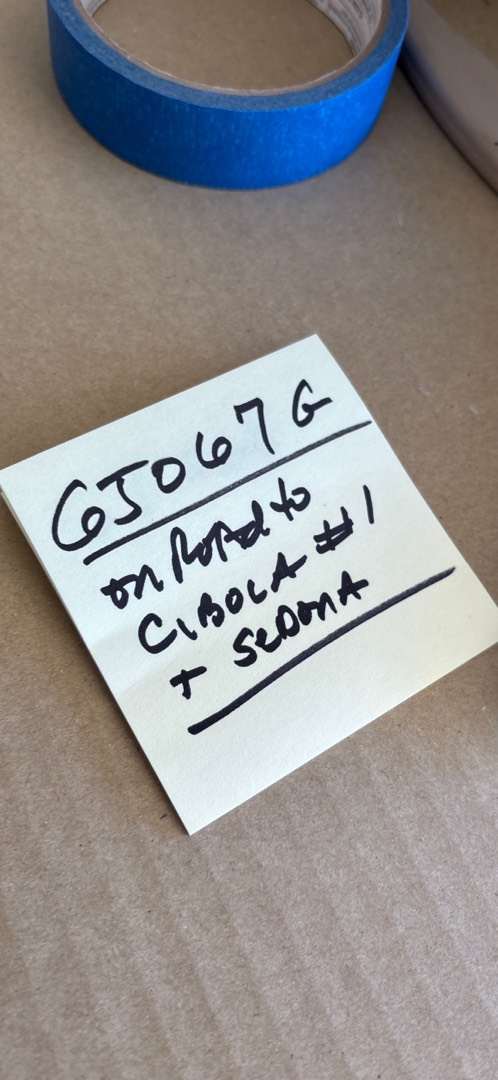 GJ067G
on Road to
CIBOLA #1
+ SEDONA